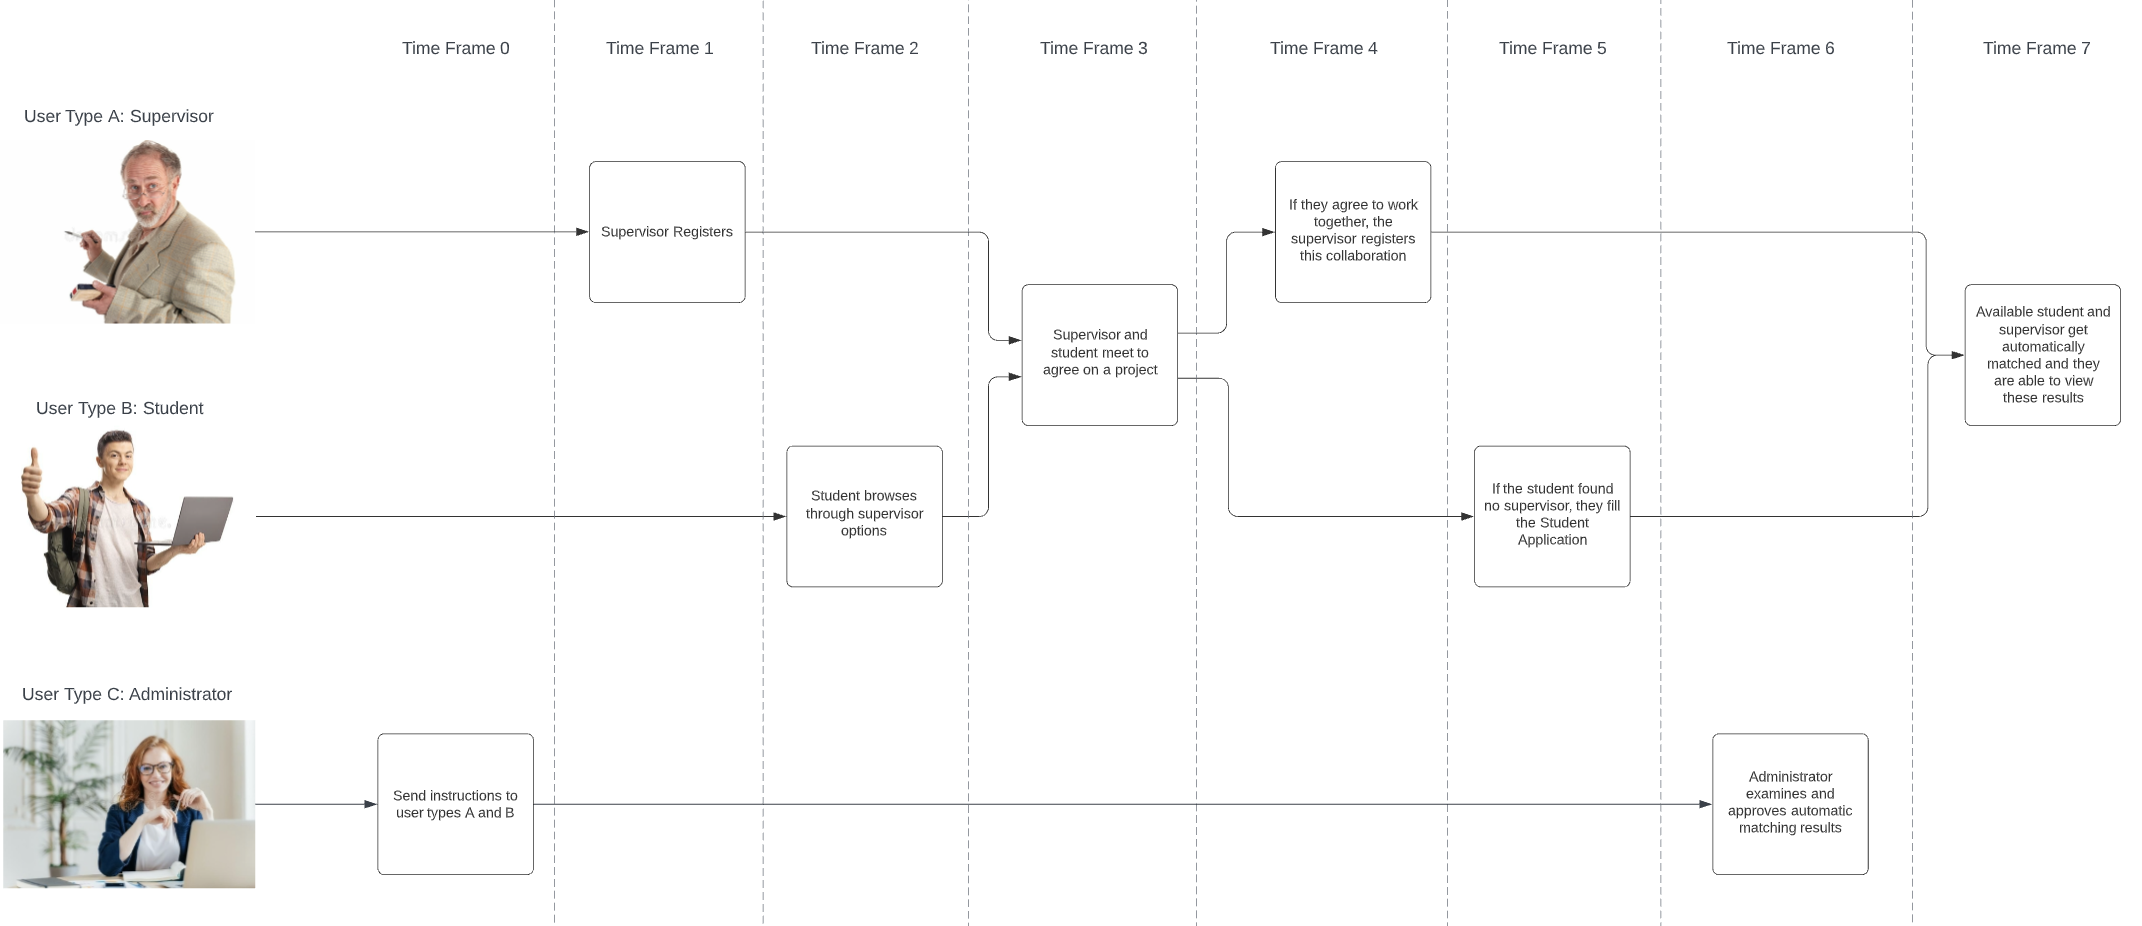 Time Frame 0
Time Frame 1
Time Frame 2
Time Frame 3
Time Frame 4
Time Frame 5
Time Frame 6
Time Frame 7
User Type A: Supervisor
Supervisor Registers
If they agree to work
together, the
supervisor registers
this collaboration
Supervisor and
student meet to
agree on a project
Available student and
supervisor get
automatically
matched and they
are able to view
these results
User Type B: Student
Student browses
through supervisor
options
If the student found
no supervisor, they fill
the Student
Application
User Type C: Administrator
Send instructions to
user types A and B
Administrator
examines and
approves automatic
matching results